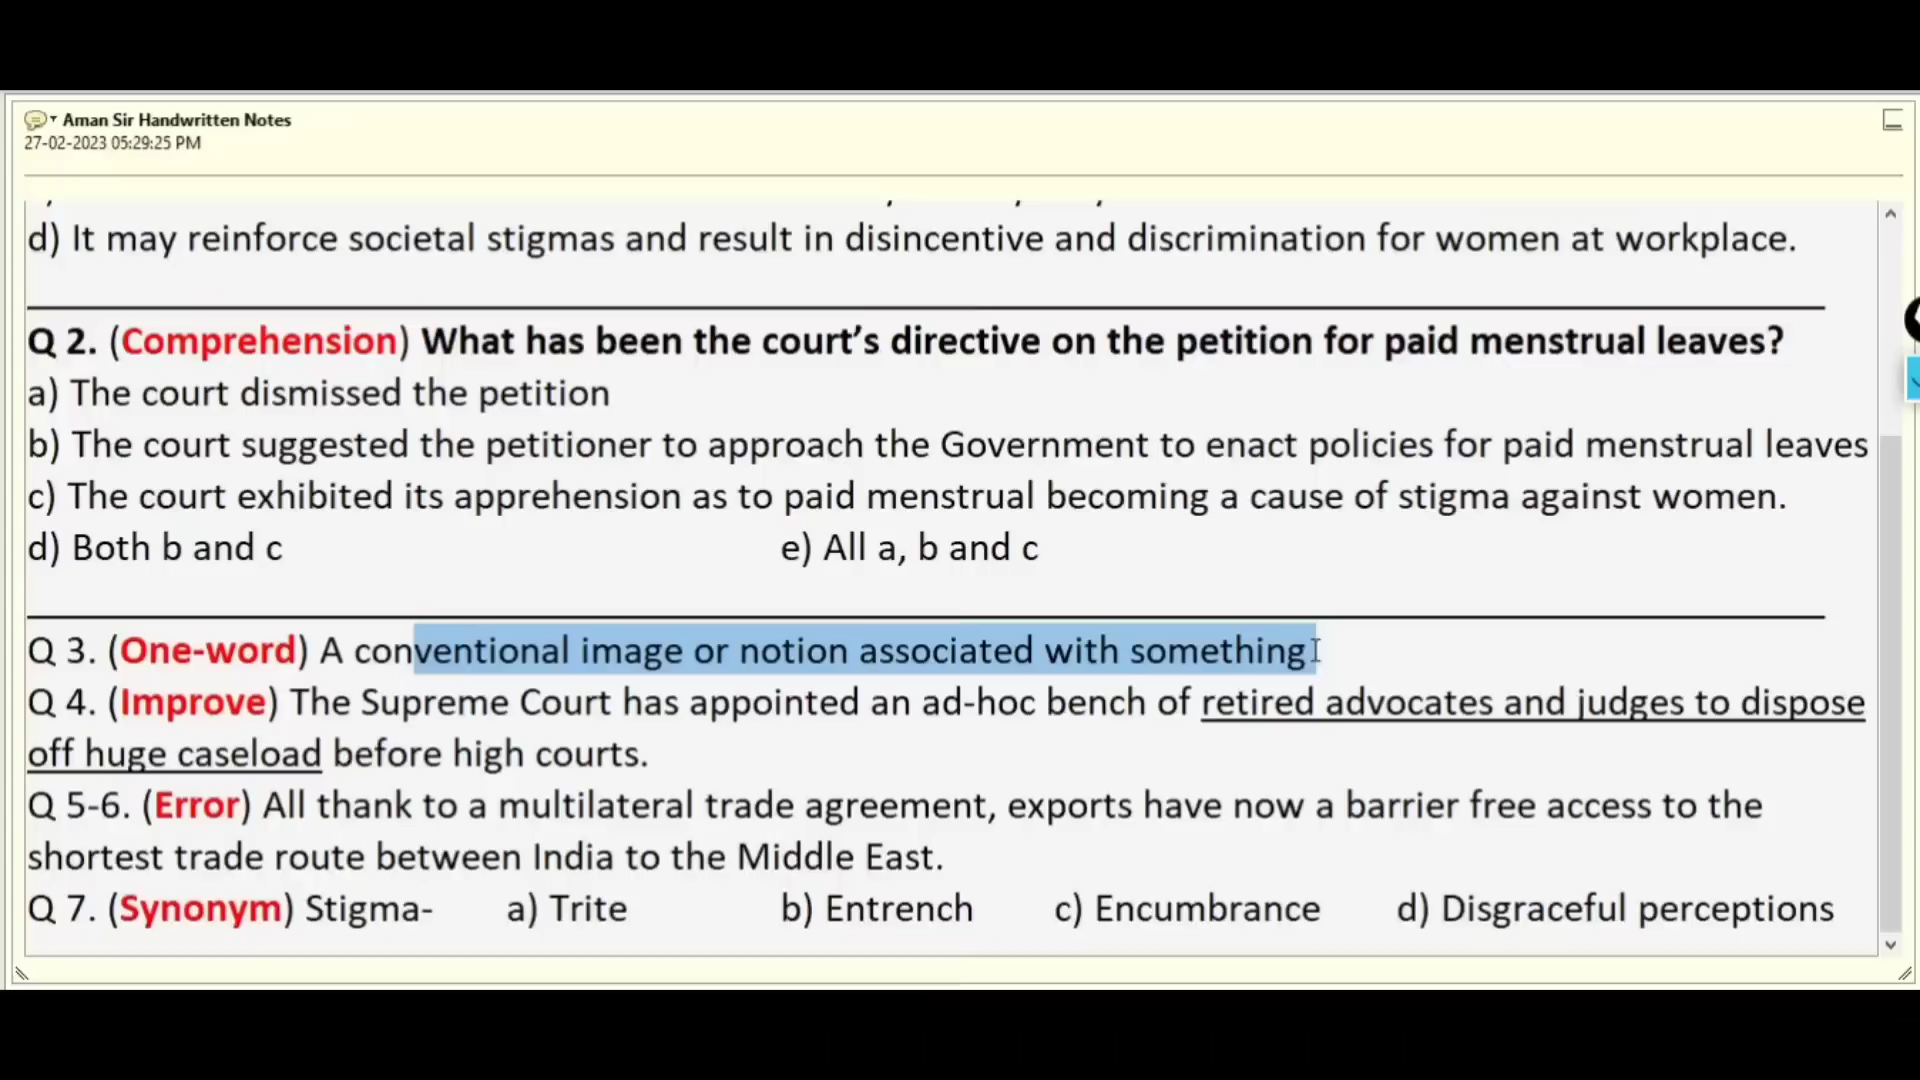 Aman Sir Handwritten Notes
27-02-2023 05:29:25 PM
d) It may reinforce societal stigmas and result in disincentive and discrimination for women at workplace.
Q 2. (Comprehension) What has been the court's directive on the petition for paid menstrual leaves?
a) The court dismissed the petition
b) The court suggested the petitioner to approach the Government to enact policies for paid menstrual leaves
c) The court exhibited its apprehension as to paid menstrual becoming a cause of stigma against women.
d) Both b and c e) All a, b and c
Q 3. (One-word) A conventional image or notion associated with something
Q 4. (Improve) The Supreme Court has appointed an ad-hoc bench of retired advocates and judges to dispose
off huge caseload before high courts.
Q 5-6. (Error) All thank to a multilateral trade agreement, exports have now a barrier free access to the
shortest trade route between India to the Middle East.
Q 7. (Synonym) Stigma- a) Trite b) Entrench c) Encumbrance d) Disgraceful perceptions